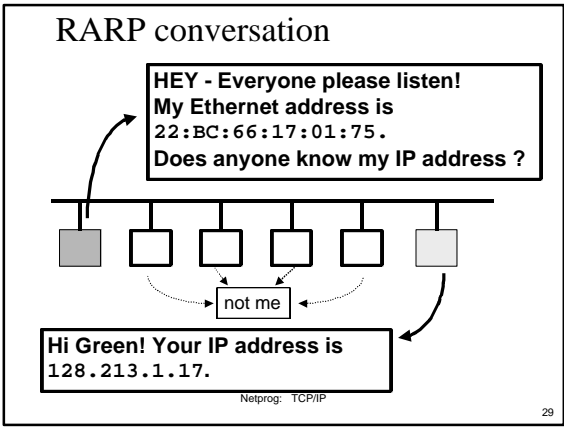 RARP conversation
HEY - Everyone please listen!
My Ethernet address is
22:BC:66:17:01:75.
Does anyone know my IP address ?
not me
Hi Green! Your IP address is
128.213.1.17.
Netprog: TCP/IP
29